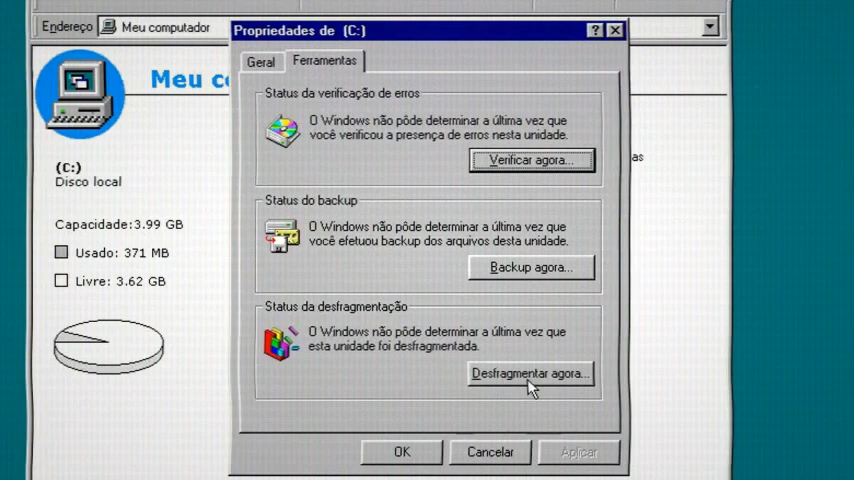 Endereço Meu computador
Propriedades de (C:)
Geral Ferramentas
Meu c
(C:)
Disco local
Capacidade:3.99 GB
Usado: 371 MB
Livre: 3.62 GB
Status da verificação de erros
O Windows não pôde determinar a última vez que
você verificou a presença de erros nesta unidade.
Verificar agora...
as
Status do backup
O Windows não pôde determinar a última vez que
você efetuou backup dos arquivos desta unidade.
Backup agora...
Status da desfragmentação
O Windows não pôde determinar a última vez que
esta unidade foi desfragmentada.
Desfragmentar agora...
OK Cancelar Aplicar